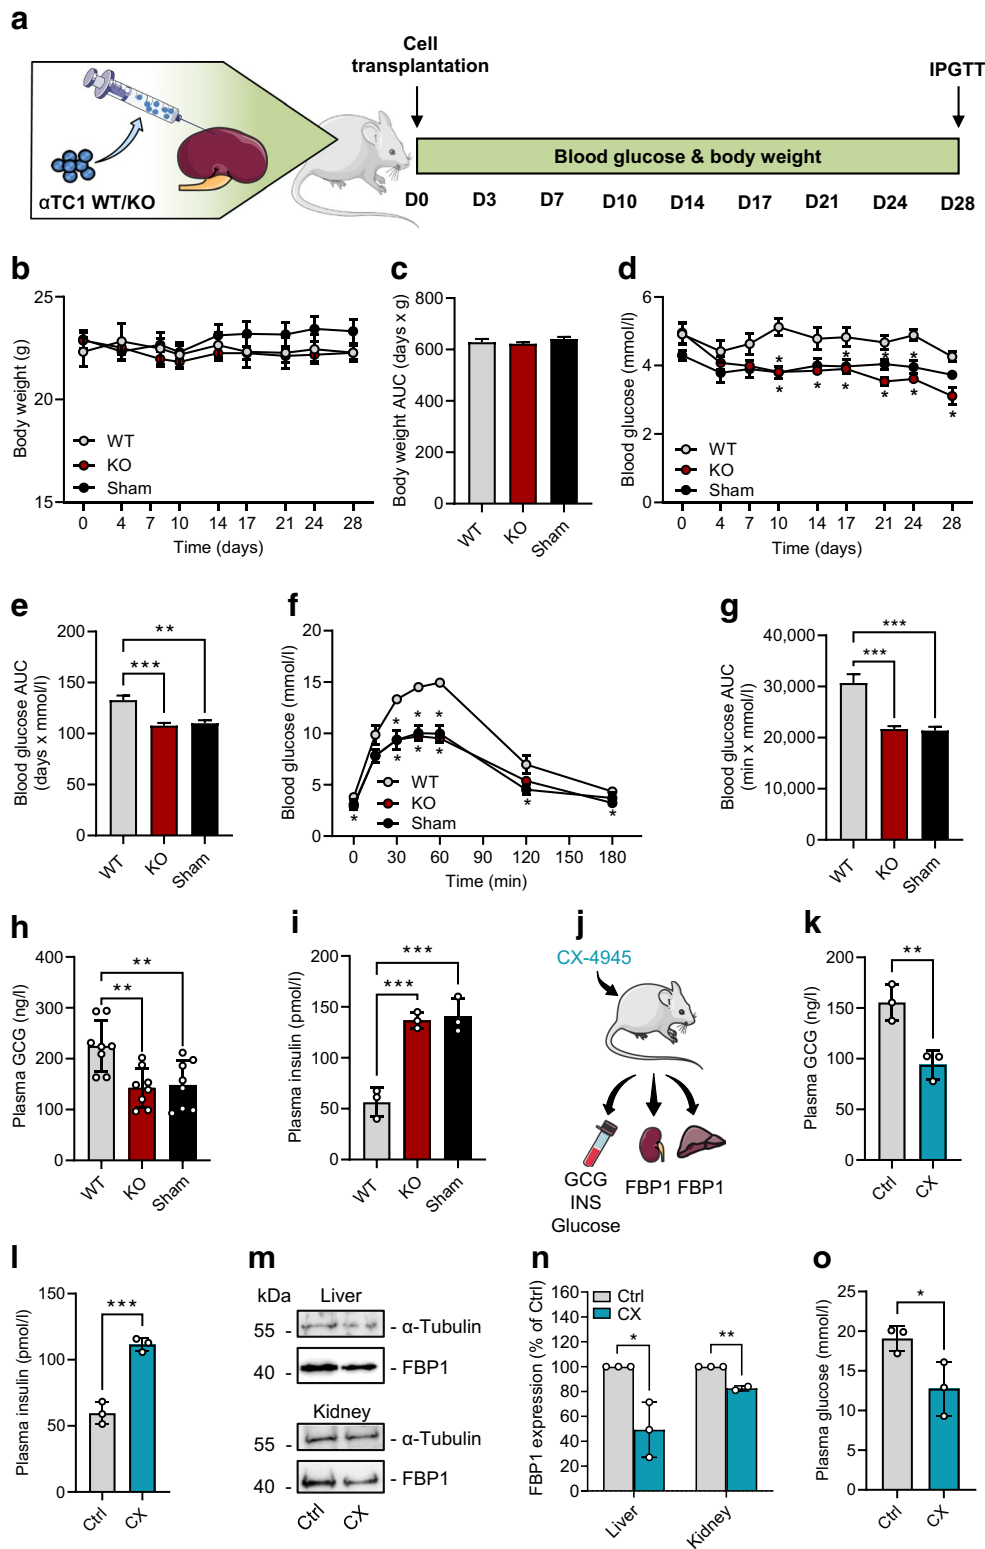 a
Cell
transplantation
IPGTT
Blood glucose & body weight
αTC1 WT/KO
D0 D3 D7 D10 D14 D17 D21 D24 D28
b
Body weight (g)
25
20
15
WT
KO
Sham
0 4 7 10 14 17 21 24 28
Time (days)
c
Body weight AUC (days x g)
800
600
400
200
0
WT KO Sham
d
Blood glucose (mmol/l)
6
4
2
0
* * * *
* * * * * *
WT
KO
Sham
0 4 7 10 14 17 21 24 28
Time (days)
e
Blood glucose AUC
(days x mmol/l)
200
150
100
50
0
**
***
WT KO Sham
f
Blood glucose (mmol/l)
20
15
10
5
0
* * *
* * *
* * *
WT
KO
Sham
0 30 60 90 120 150 180
Time (min)
g
Blood glucose AUC
(min x mmol/l)
40,000
30,000
20,000
10,000
0
***
***
WT KO Sham
h
Plasma GCG (ng/l)
400
300
200
100
0
**
**
WT KO Sham
i
Plasma insulin (pmol/l)
200
150
100
50
0
***
***
WT KO Sham
j
CX-4945
GCG
INS
Glucose
FBP1 FBP1
k
Plasma GCG (ng/l)
200
150
100
50
0
**
Ctrl CX
l
Plasma insulin (pmol/l)
150
100
50
0
***
Ctrl CX
m
kDa Liver
55 - - α-Tubulin
40 - - FBP1
Kidney
55 - - α-Tubulin
40 - - FBP1
Ctrl CX
n
FBP1 expression (% of Ctrl)
160
140
120
100
80
60
40
20
0
Ctrl
CX
* **
Liver Kidney
o
Plasma glucose (mmol/l)
25
20
15
10
5
0
*
Ctrl CX